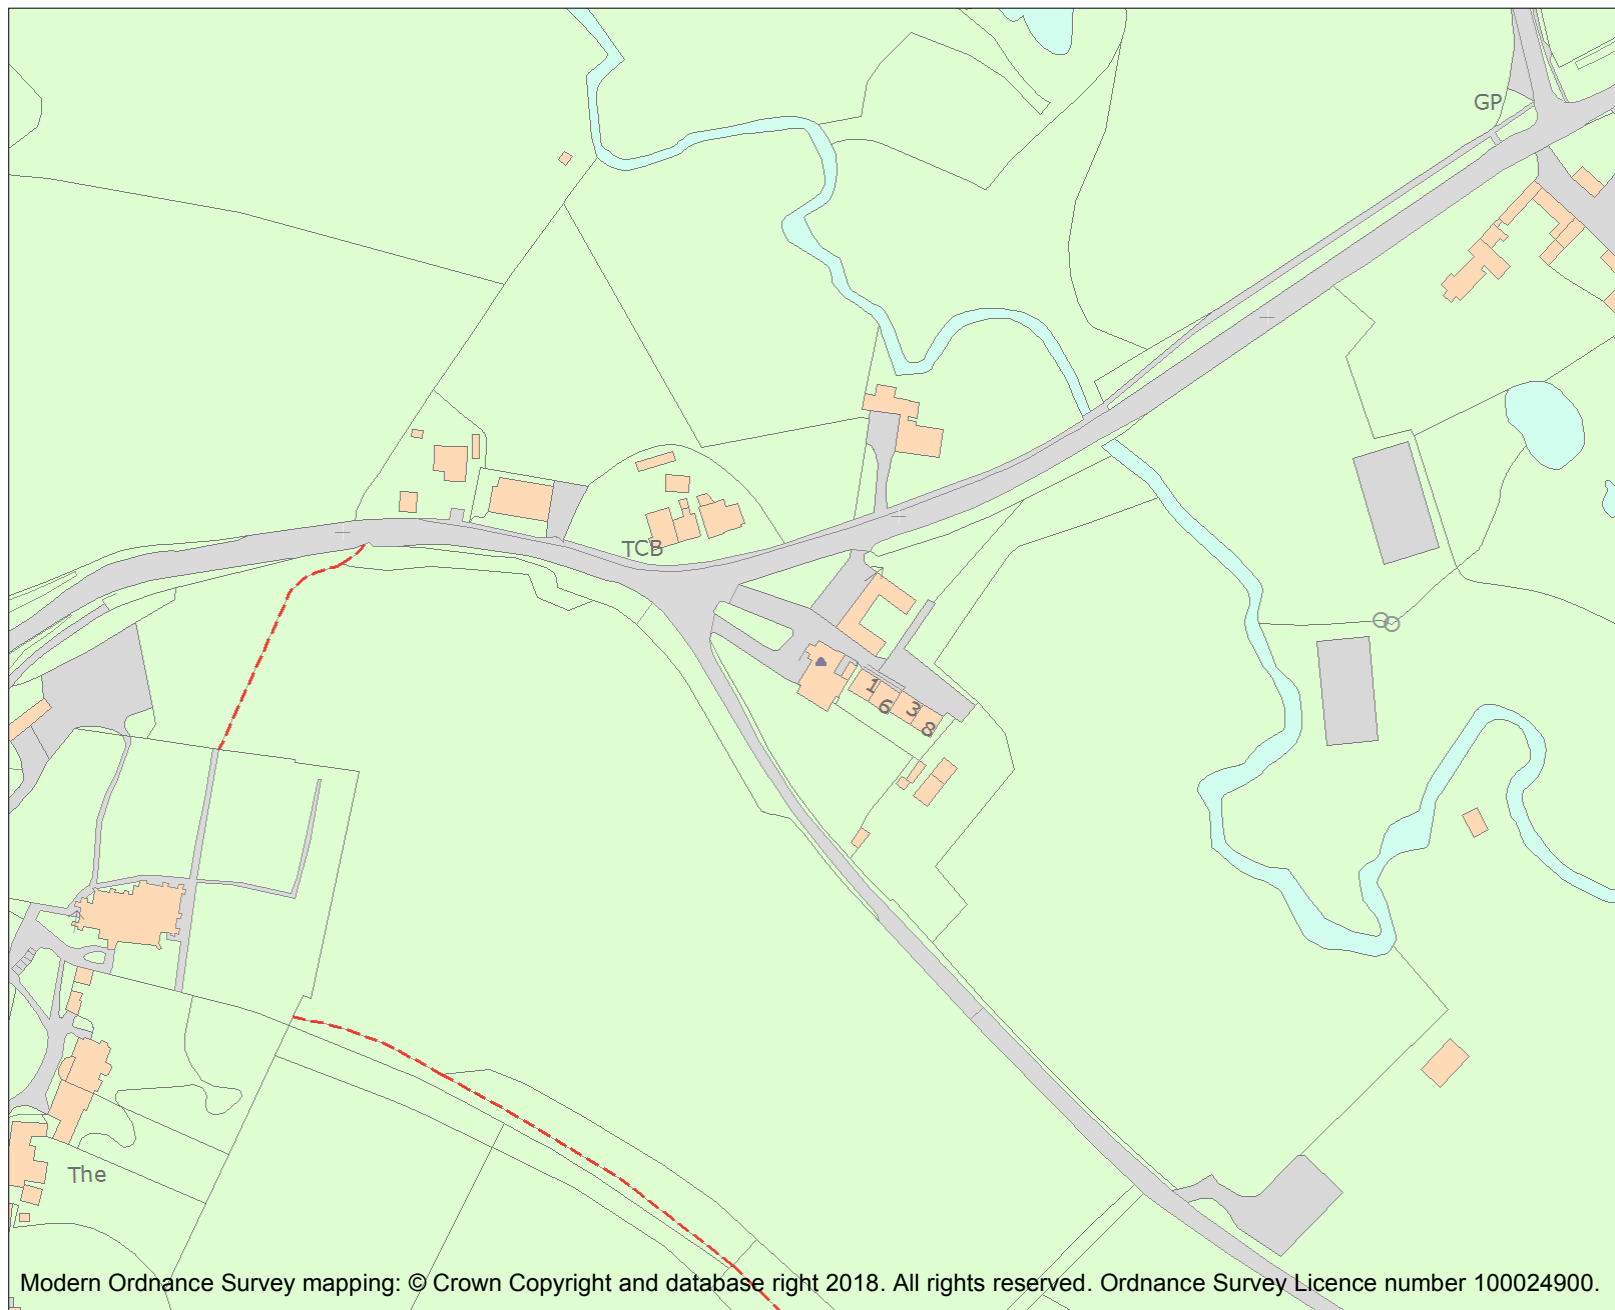 GP
TCB
1
6
3
8
The
Modern Ordnance Survey mapping: © Crown Copyright and database right 2018. All rights reserved. Ordnance Survey Licence number 100024900.